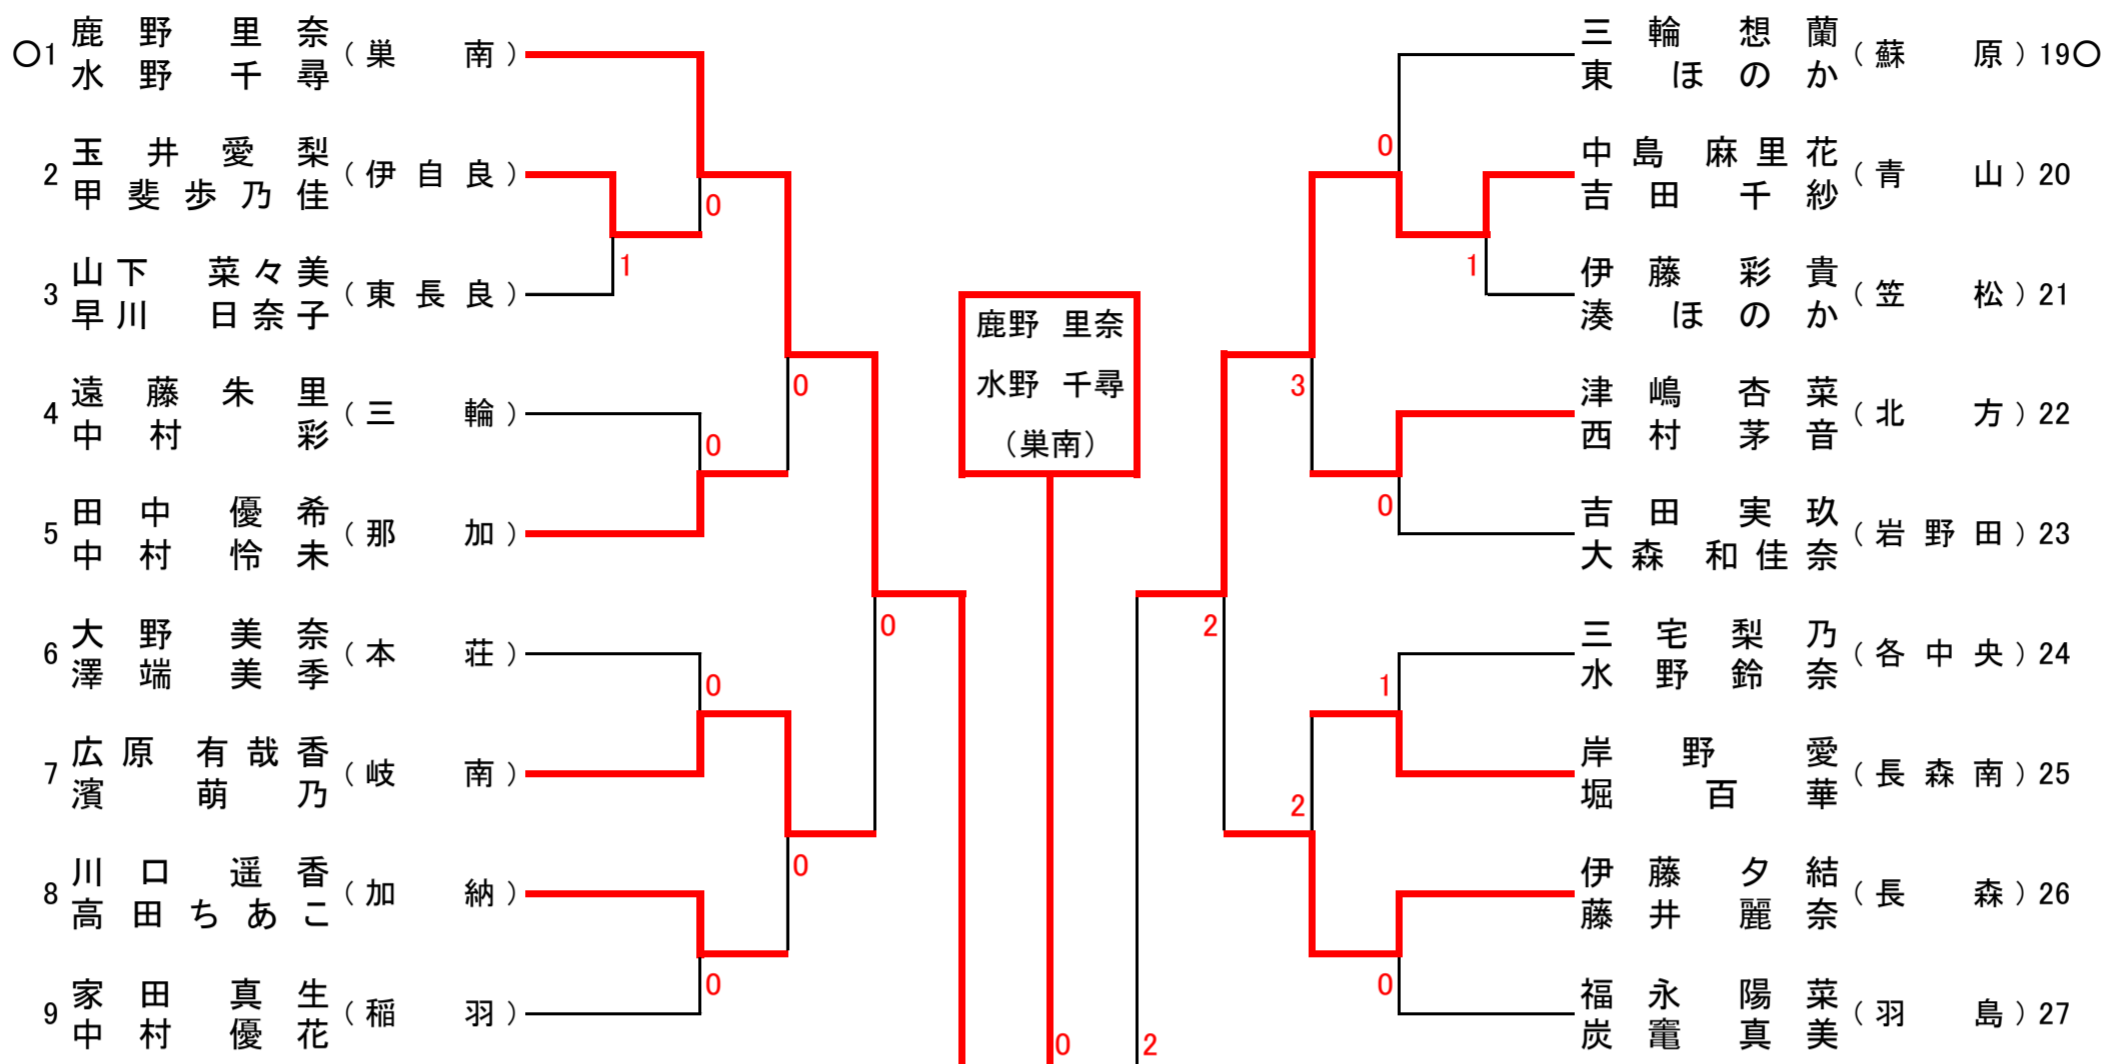 〇1 鹿野 里奈 (巣南)
水野 千尋
2 玉井愛梨 (伊自良)
甲斐歩乃佳
3 山下 菜々美 (東長良)
早川 日奈子
4 遠藤朱里 (三輪)
中村 彩
5 田中 優希 (那加)
中村 怜未
6 大野 美奈 (本荘)
澤端 美季
7 広原 有哉香 (岐南)
濱 萌乃
8 川口 遥香 (加納)
高田ちあこ
9 家田 真生 (稲羽)
中村 優花
0
1
0
0
0
0
0
0
0
鹿野 里奈
水野 千尋
(巣南)
0
2
0
1
3
0
2
1
2
0
三輪想蘭 (蘇原) 19〇
東 ほのか
中島 麻里花 (青山) 20
吉田 千紗
伊藤 彩貴 (笠松) 21
湊 ほのか
津嶋 杏菜 (北方) 22
西村 茅音
吉田 実玖 (岩野田) 23
大森 和佳奈
三宅梨乃 (各中央) 24
水野鈴奈
岸野 愛 (長森南) 25
堀 百華
伊藤 夕結 (長森) 26
藤井 麗奈
福永 陽菜 (羽島) 27
炭竈 真美